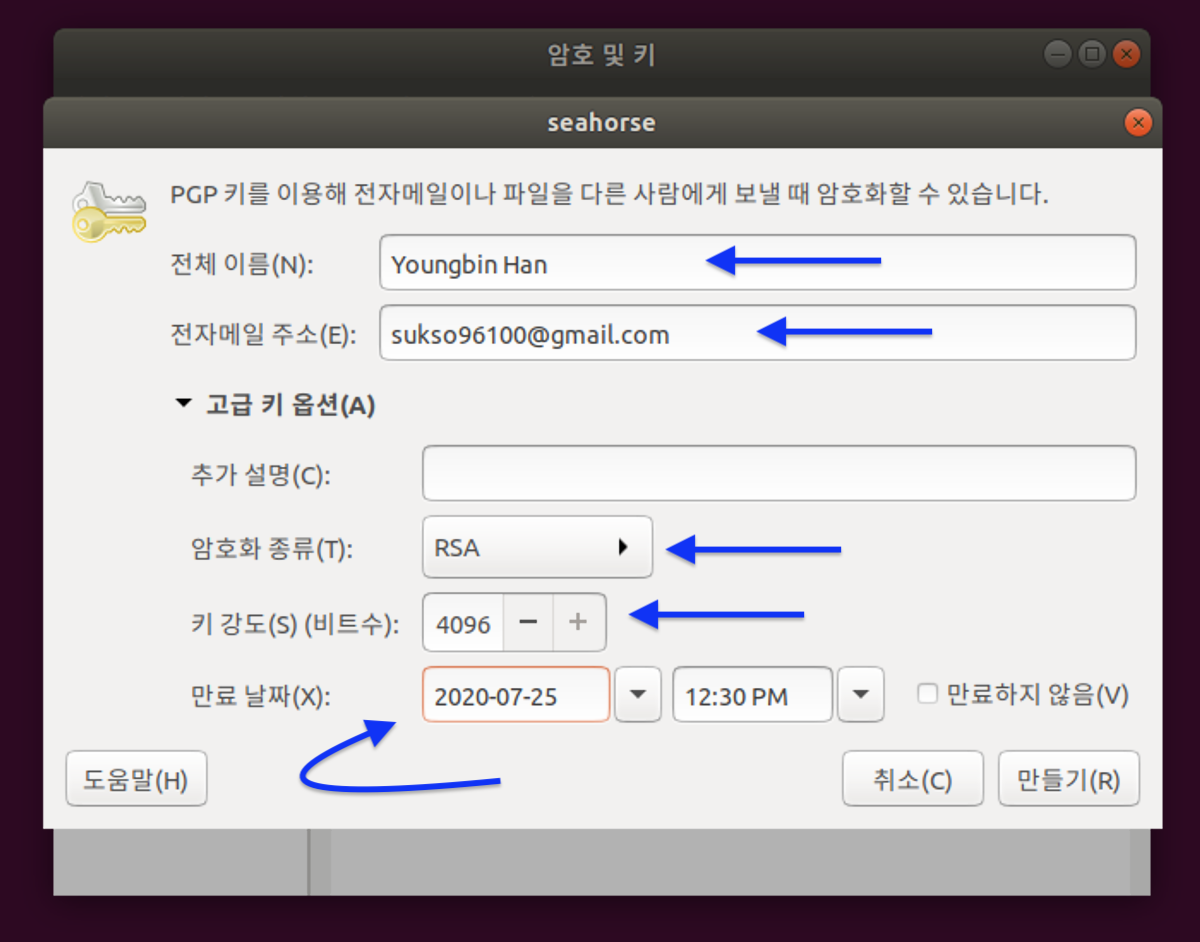 암호 및 키
seahorse
PGP 키를 이용해 전자메일이나 파일을 다른 사람에게 보낼 때 암호화할 수 있습니다.
전체 이름(N): Youngbin Han
전자메일 주소(E): sukso96100@gmail.com
고급 키 옵션(A)
추가 설명(C):
암호화 종류(T): RSA
키 강도(S) (비트수): 4096 − +
만료 날짜(X): 2020-07-25 12:30 PM 만료하지 않음(V)
도움말(H) 취소(C) 만들기(R)